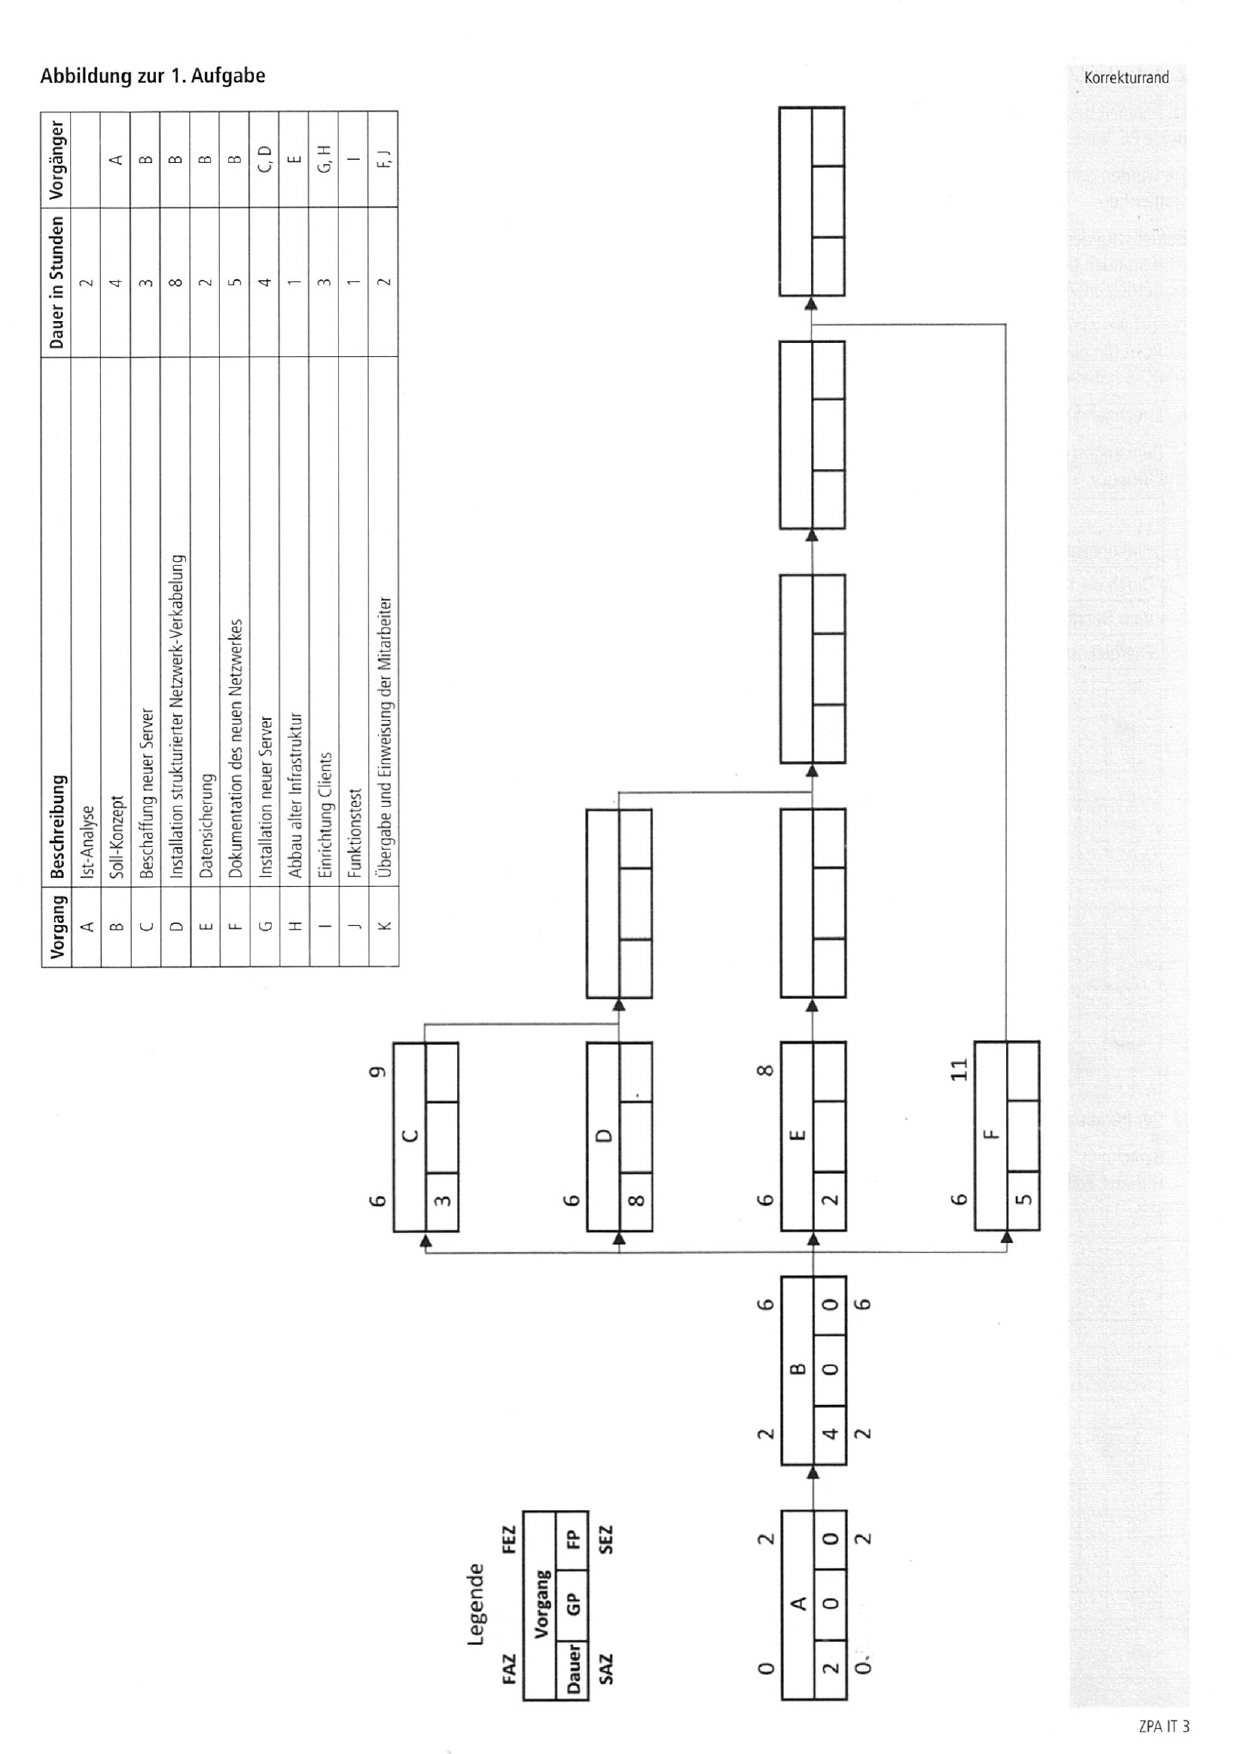 Abbildung zur 1. Aufgabe
Korrekturrand
Vorgang Beschreibung Dauer in Stunden Vorgänger
A Ist-Analyse 2
B Soll-Konzept 4 A
C Beschaffung neuer Server 3 B
D Installation strukturierter Netzwerk-Verkabelung 8 B
E Datensicherung 2 B
F Dokumentation des neuen Netzwerkes 5 B
G Installation neuer Server 4 C, D
H Abbau alter Infrastruktur 1 E
I Einrichtung Clients 3 G, H
J Funktionstest 1 I
K Übergabe und Einweisung der Mitarbeiter 2 F, J
Legende
FAZ FEZ
Vorgang
Dauer GP FP
SAZ SEZ
0 2
A
2 0 0
0 2
2 6
B
4 0 0
2 6
6 9
C
3
6
D
8
6 8
E
2
6 11
F
5
ZPA IT 3